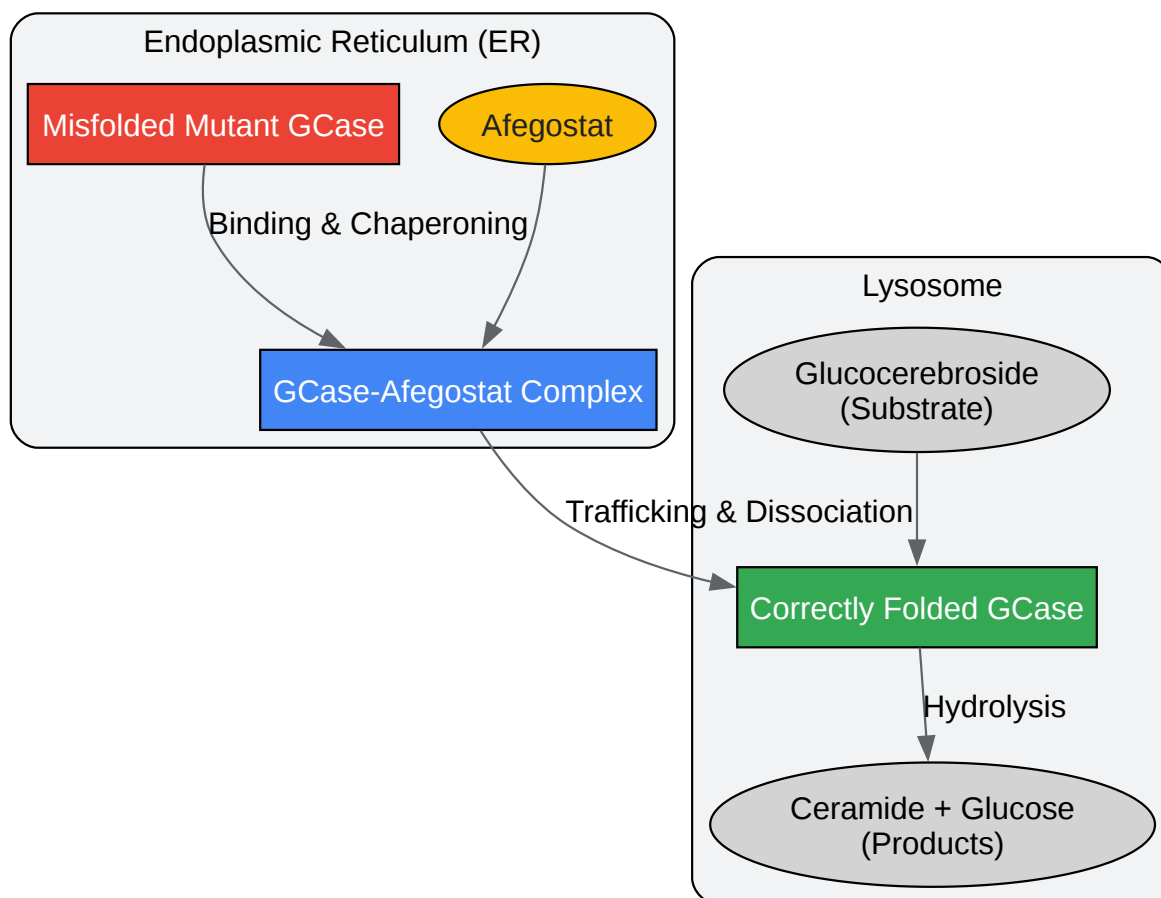 Endoplasmic Reticulum (ER)
Misfolded Mutant GCase
Afegostat
Binding & Chaperoning
GCase-Afegostat Complex
Lysosome
Glucocerebroside
(Substrate)
Trafficking & Dissociation
Correctly Folded GCase
Hydrolysis
Ceramide + Glucose
(Products)